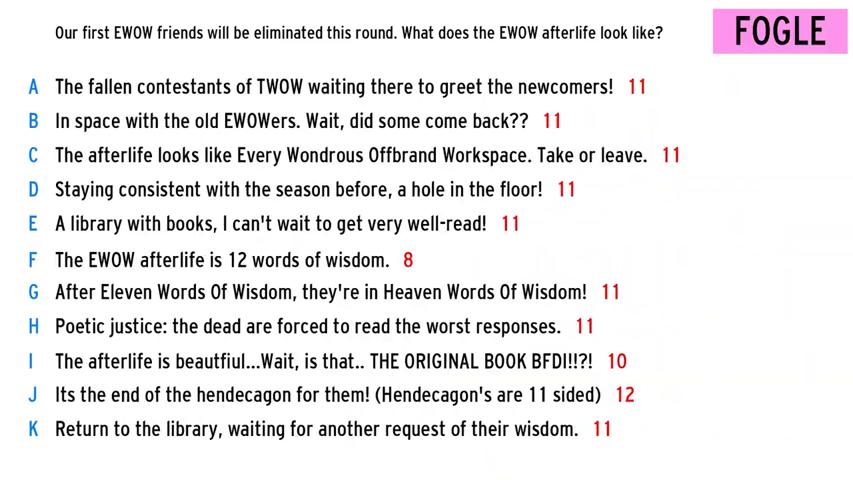 Our first EWOW friends will be eliminated this round. What does the EWOW afterlife look like?
FOGLE
A The fallen contestants of TWOW waiting there to greet the newcomers! 11
B In space with the old EWOWers. Wait, did some come back?? 11
C The afterlife looks like Every Wondrous Offbrand Workspace. Take or leave. 11
D Staying consistent with the season before, a hole in the floor! 11
E A library with books, I can't wait to get very well-read! 11
F The EWOW afterlife is 12 words of wisdom. 8
G After Eleven Words Of Wisdom, they're in Heaven Words Of Wisdom! 11
H Poetic justice: the dead are forced to read the worst responses. 11
I The afterlife is beautfiul...Wait, is that.. THE ORIGINAL BOOK BFDI!!?! 10
J Its the end of the hendecagon for them! (Hendecagon's are 11 sided) 12
K Return to the library, waiting for another request of their wisdom. 11